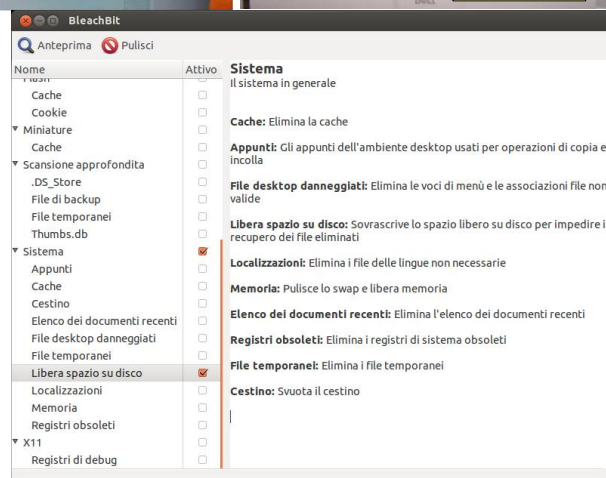 DELL
BleachBit
Anteprima
Pulisci
Nome
Attivo
Flash
Cache
Cookie
Miniature
Cache
Scansione approfondita
.DS_Store
File di backup
File temporanei
Thumbs.db
Sistema
Appunti
Cache
Cestino
Elenco dei documenti recenti
File desktop danneggiati
File temporanei
Libera spazio su disco
Localizzazioni
Memoria
Registri obsoleti
X11
Registri di debug
Sistema
Il sistema in generale
Cache: Elimina la cache
Appunti: Gli appunti dell'ambiente desktop usati per operazioni di copia e
incolla
File desktop danneggiati: Elimina le voci di menù e le associazioni file non
valide
Libera spazio su disco: Sovrascrive lo spazio libero su disco per impedire i
recupero dei file eliminati
Localizzazioni: Elimina i file delle lingue non necessarie
Memoria: Pulisce lo swap e libera memoria
Elenco dei documenti recenti: Elimina l'elenco dei documenti recenti
Registri obsoleti: Elimina i registri di sistema obsoleti
File temporanei: Elimina i file temporanei
Cestino: Svuota il cestino